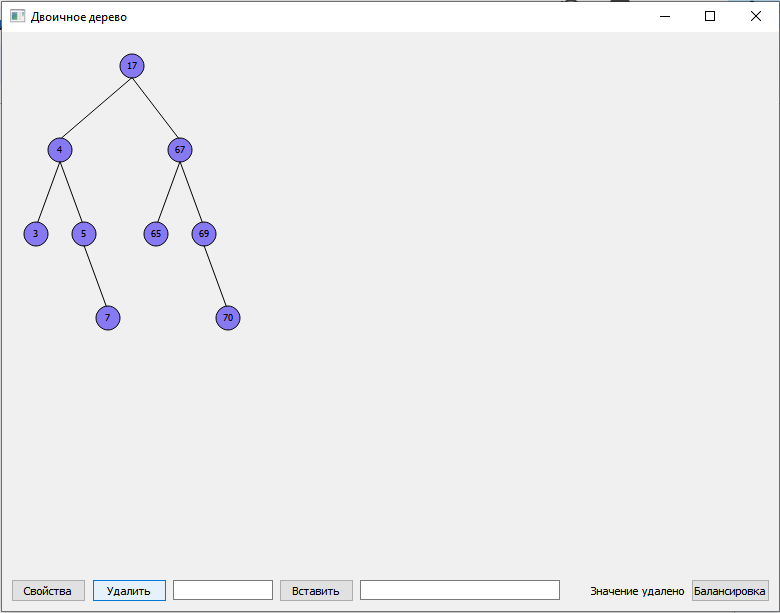 Двоичное дерево
17
4 67
3 5 65 69
7 70
Свойства Удалить Вставить Значение удалено Балансировка